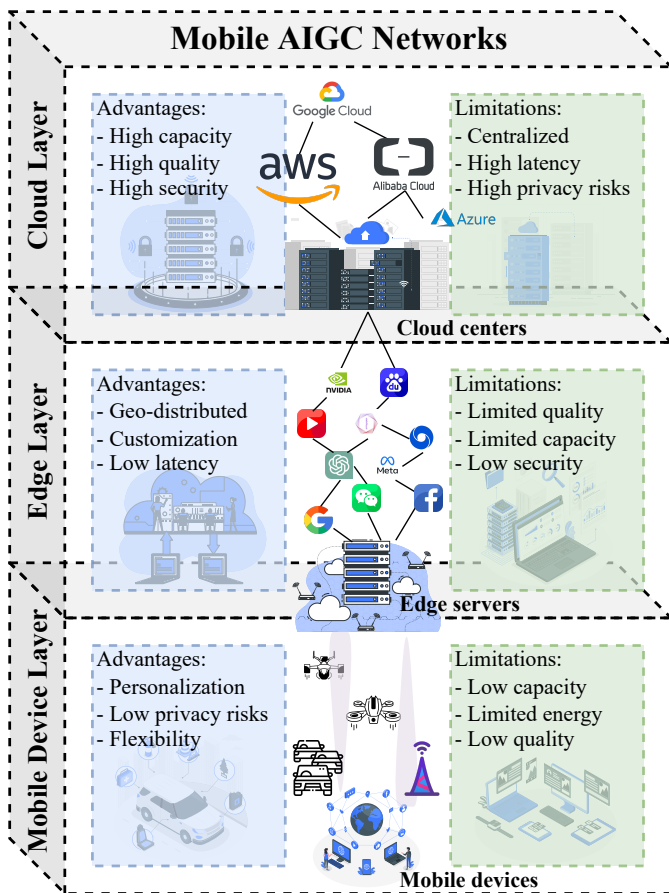 Mobile AIGC Networks
Cloud Layer
Advantages:
- High capacity
- High quality
- High security
Google Cloud
aws
Alibaba Cloud
Azure
Limitations:
- Centralized
- High latency
- High privacy risks
Cloud centers
Edge Layer
Advantages:
- Geo-distributed
- Customization
- Low latency
NVIDIA
du
Meta
Limitations:
- Limited quality
- Limited capacity
- Low security
Edge servers
Mobile Device Layer
Advantages:
- Personalization
- Low privacy risks
- Flexibility
Limitations:
- Low capacity
- Limited energy
- Low quality
Mobile devices